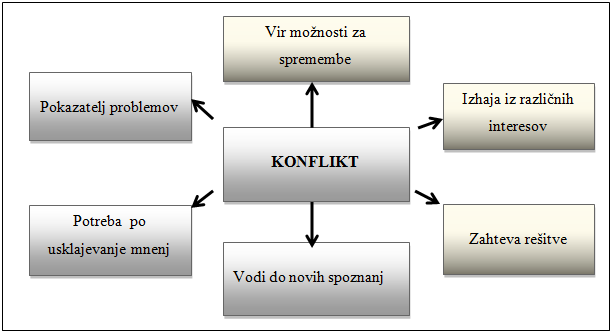 Vir možnosti za
spremembe
Pokazatelj problemov
Izhaja iz različnih
interesov
KONFLIKT
Potreba po
usklajevanje mnenj
Zahteva rešitve
Vodi do novih spoznanj